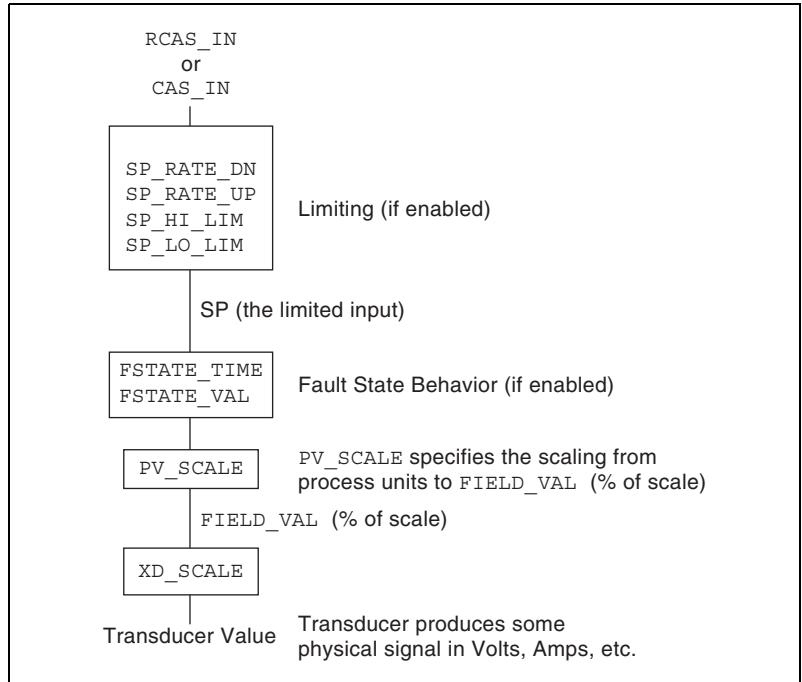 RCAS_IN
or
CAS_IN
SP_RATE_DN
SP_RATE_UP
SP_HI_LIM
SP_LO_LIM
Limiting (if enabled)
SP (the limited input)
FSTATE_TIME
FSTATE_VAL
Fault State Behavior (if enabled)
PV_SCALE
PV_SCALE specifies the scaling from
process units to FIELD_VAL (% of scale)
FIELD_VAL (% of scale)
XD_SCALE
Transducer Value
Transducer produces some
physical signal in Volts, Amps, etc.